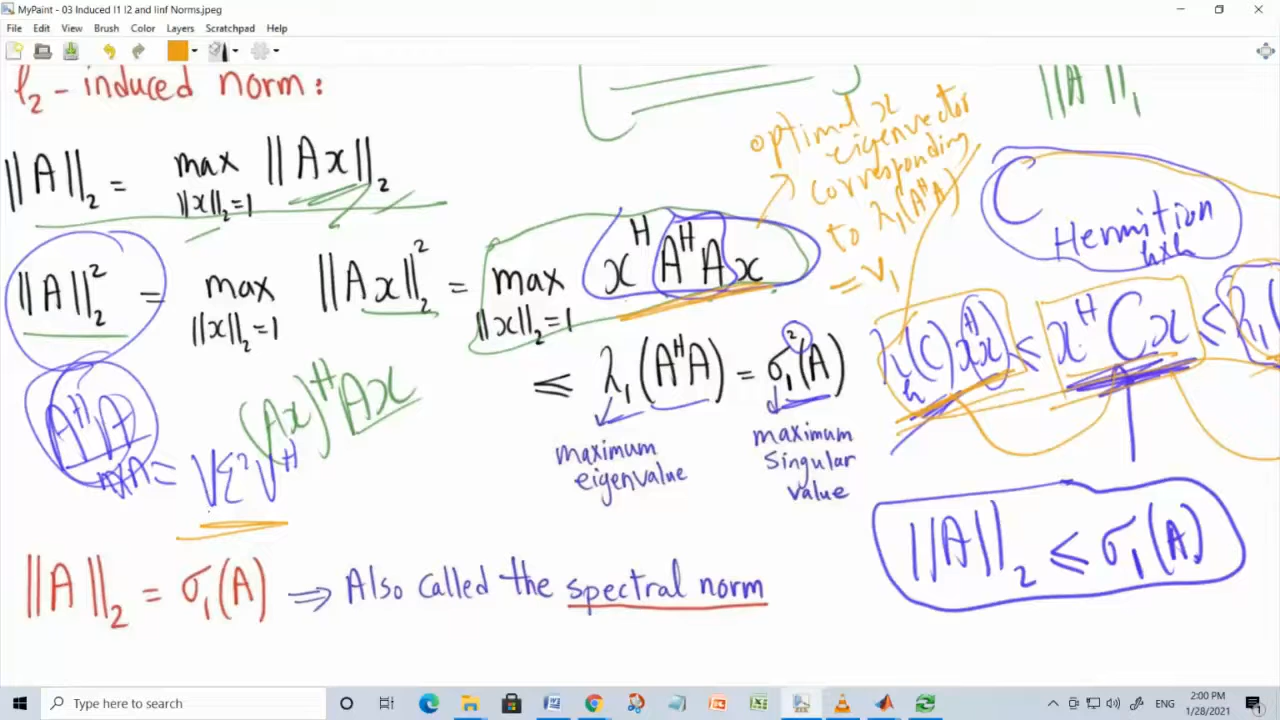 MyPaint - 03 Induced l1 l2 and linf Norms.jpeg
File Edit View Brush Color Layers Scratchpad Help
l₂ - induced norm:
||A||₁
||A||₂ = max ||Ax||₂
||x||₂=1
optimal x
eigenvector
corresponding
to λ₁(AᴴA)
= v₁
C
Hermition
n×n
||A||₂² = max ||Ax||₂² = max xᴴAᴴAx
||x||₂=1 ||x||₂=1
≤ λ₁(AᴴA) = σ₁²(A)
λₙ(C)xᴴx ≤ xᴴCx ≤ λ₁(
maximum
eigenvalue
maximum
Singular
value
(Ax)ᴴAx
AᴴA = VΣ²Vᴴ
||A||₂ ≤ σ₁(A)
||A||₂ = σ₁(A) ⇒ Also called the spectral norm
Type here to search
2:00 PM
1/28/2021